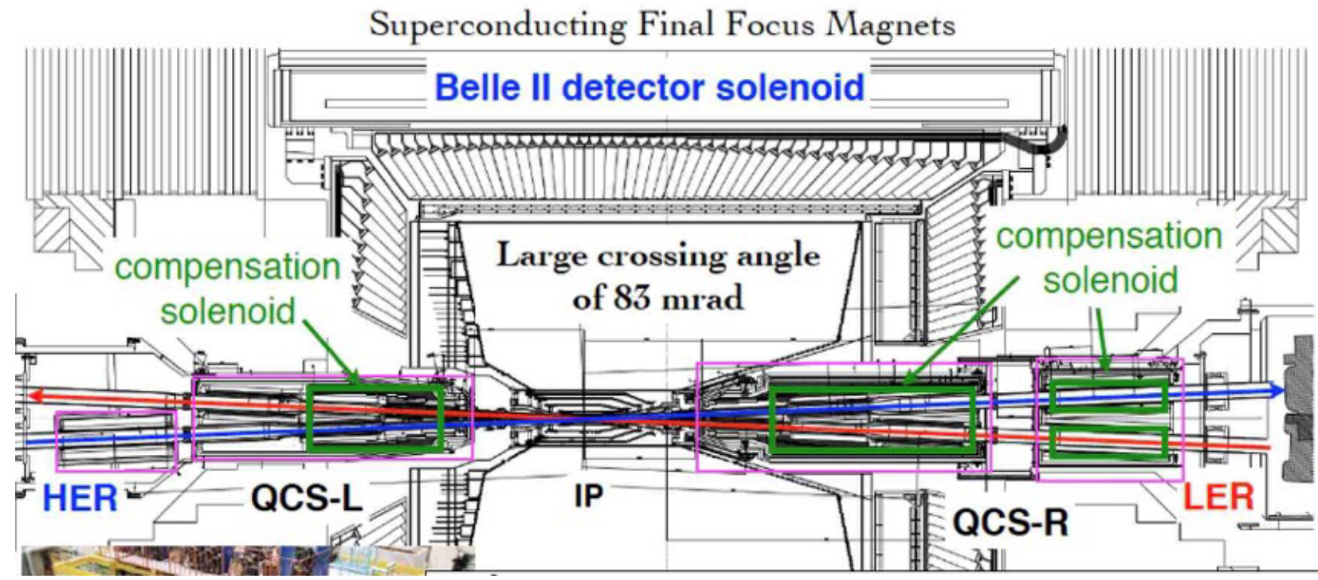 Superconducting Final Focus Magnets
Belle II detector solenoid
compensation
solenoid
Large crossing angle
of 83 mrad
compensation
solenoid
HER
QCS-L
IP
QCS-R
LER